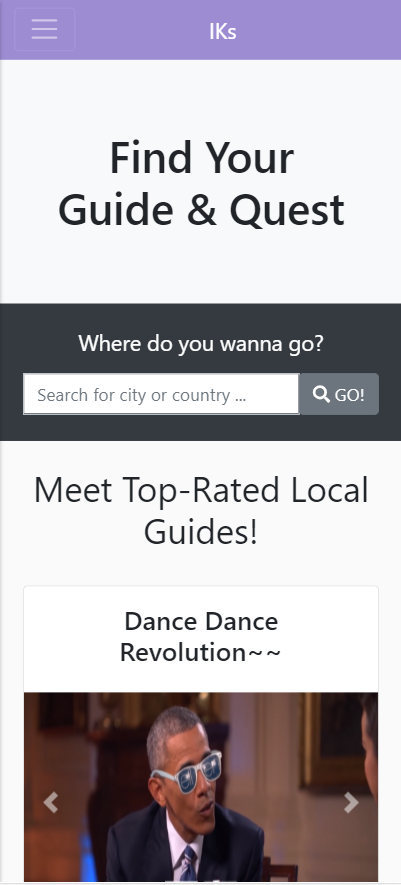 IKs
Find Your
Guide & Quest
Where do you wanna go?
Search for city or country ...
GO!
Meet Top-Rated Local
Guides!
Dance Dance
Revolution~~